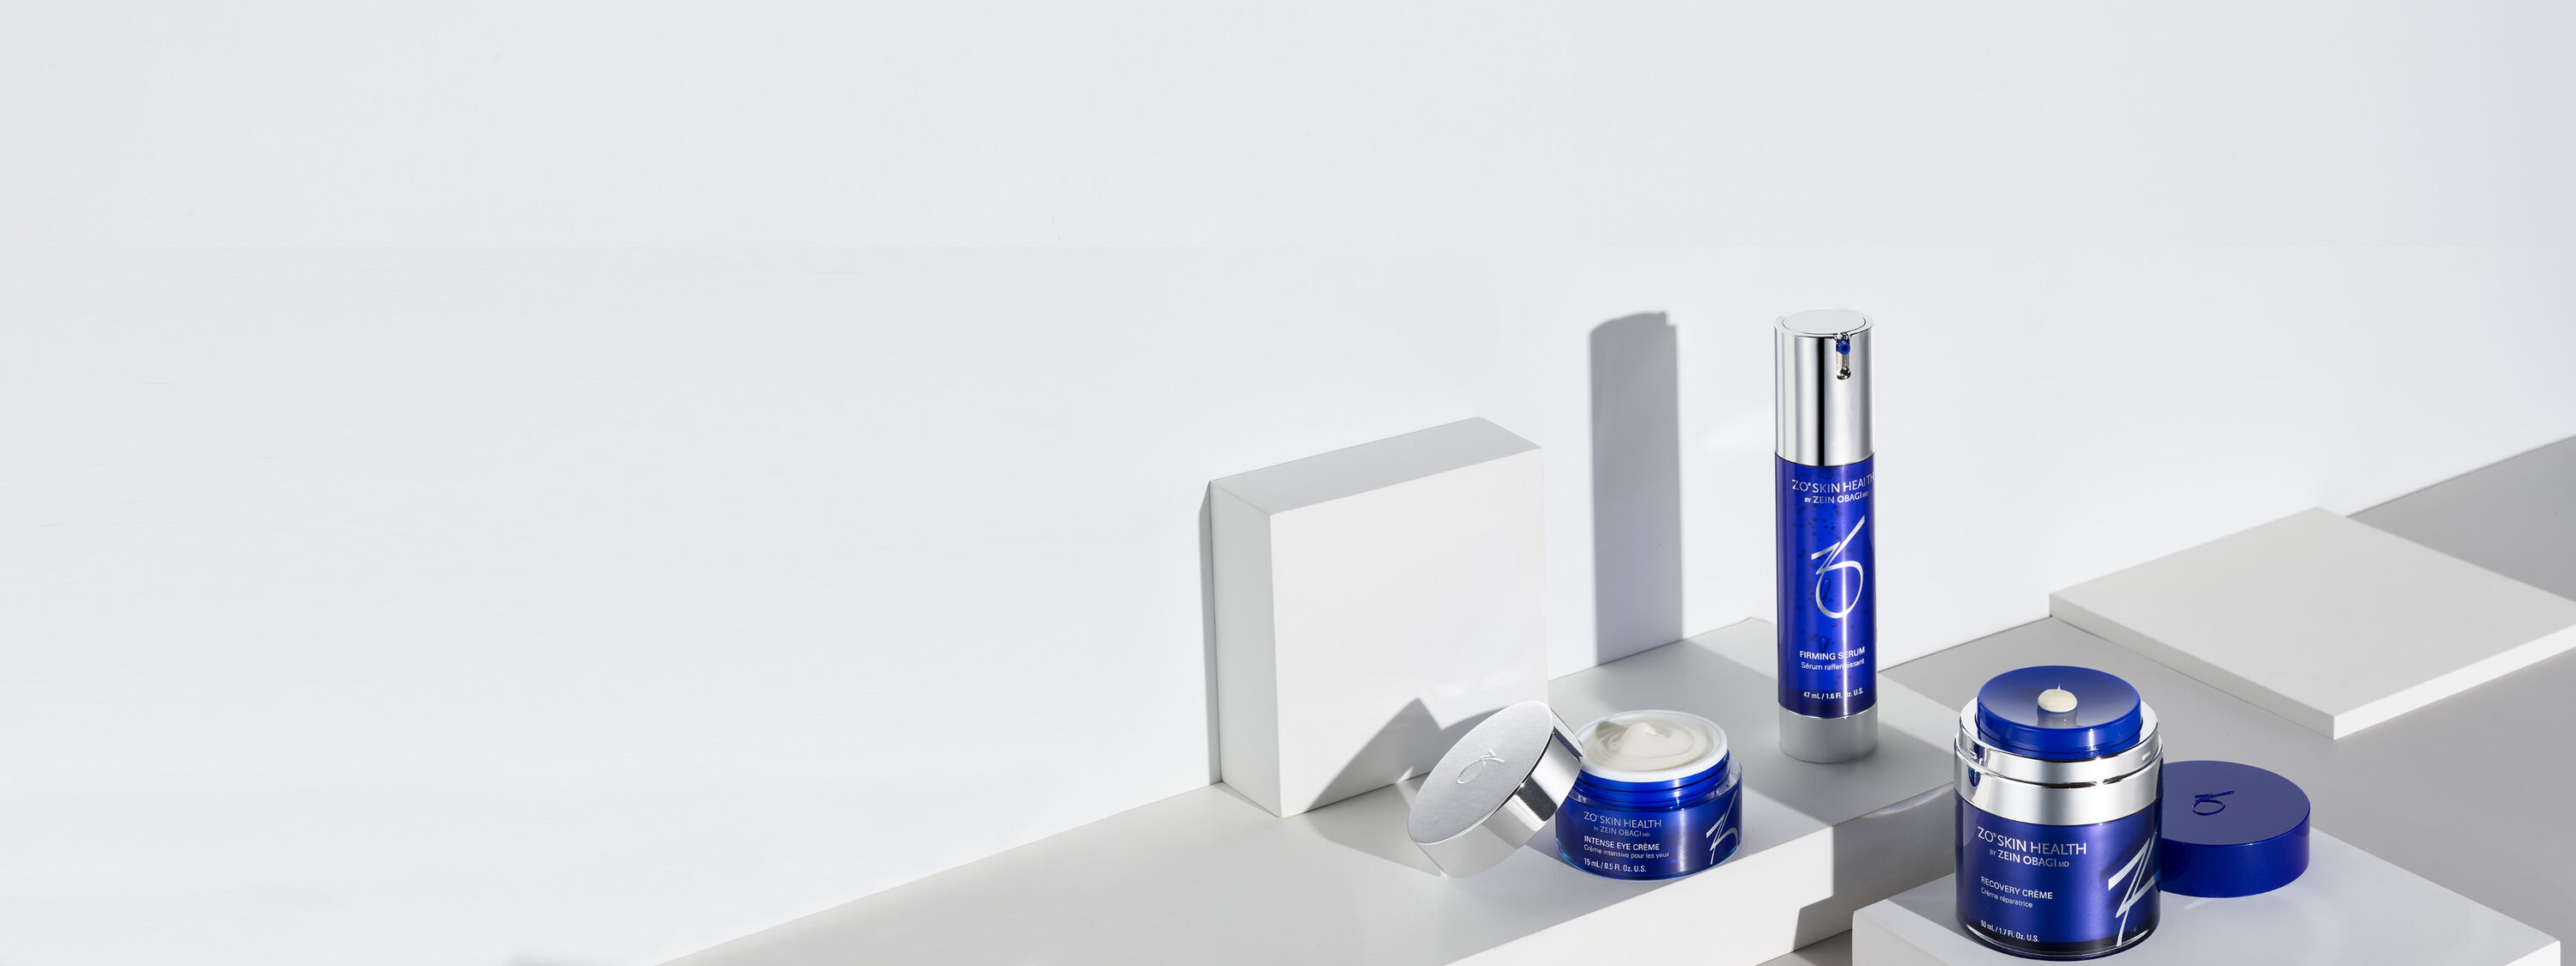 ZO® SKIN HEALTH
BY ZEIN OBAGI MD
FIRMING SERUM
Sérum raffermissant
47 mL / 1.6 Fl. Oz. U.S.
ZO® SKIN HEALTH
BY ZEIN OBAGI MD
INTENSE EYE CRÈME
Crème intensive pour les yeux
15 mL / 0.5 Fl. Oz. U.S.
ZO® SKIN HEALTH
BY ZEIN OBAGI MD
RECOVERY CRÈME
Crème réparatrice
50 mL / 1.7 Fl. Oz. U.S.